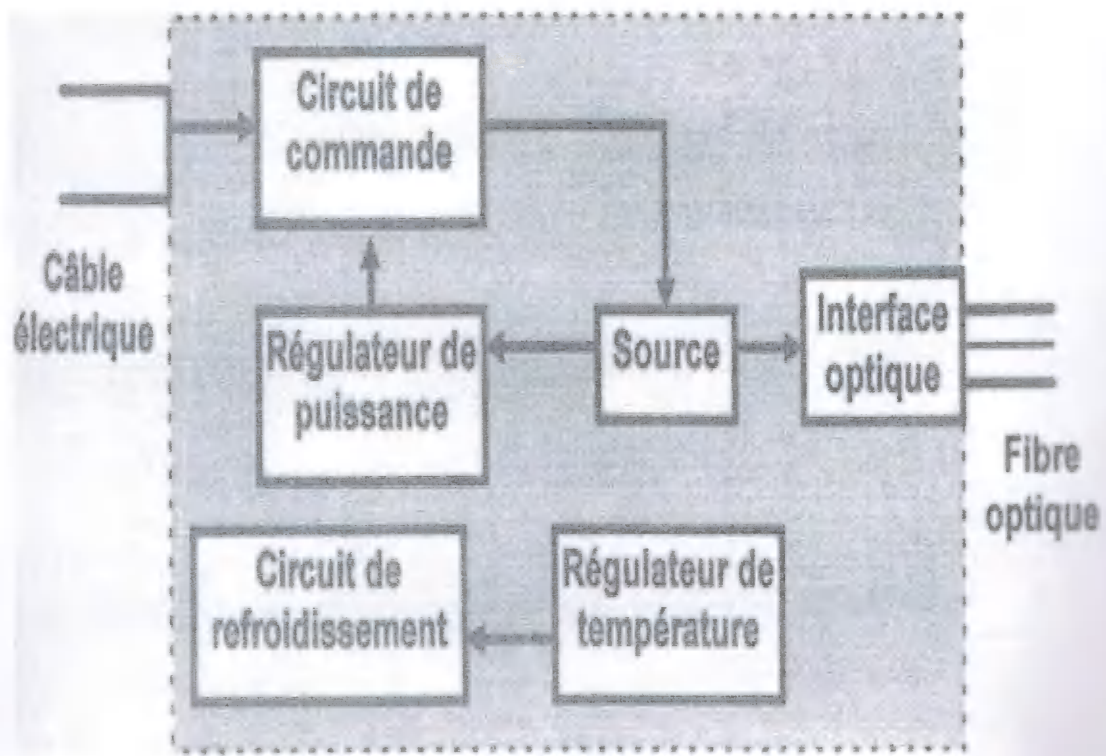 Circuit de
commande
Câble
électrique
Régulateur de
puissance
Source
Interface
optique
Fibre
optique
Circuit de
refroidissement
Régulateur de
température